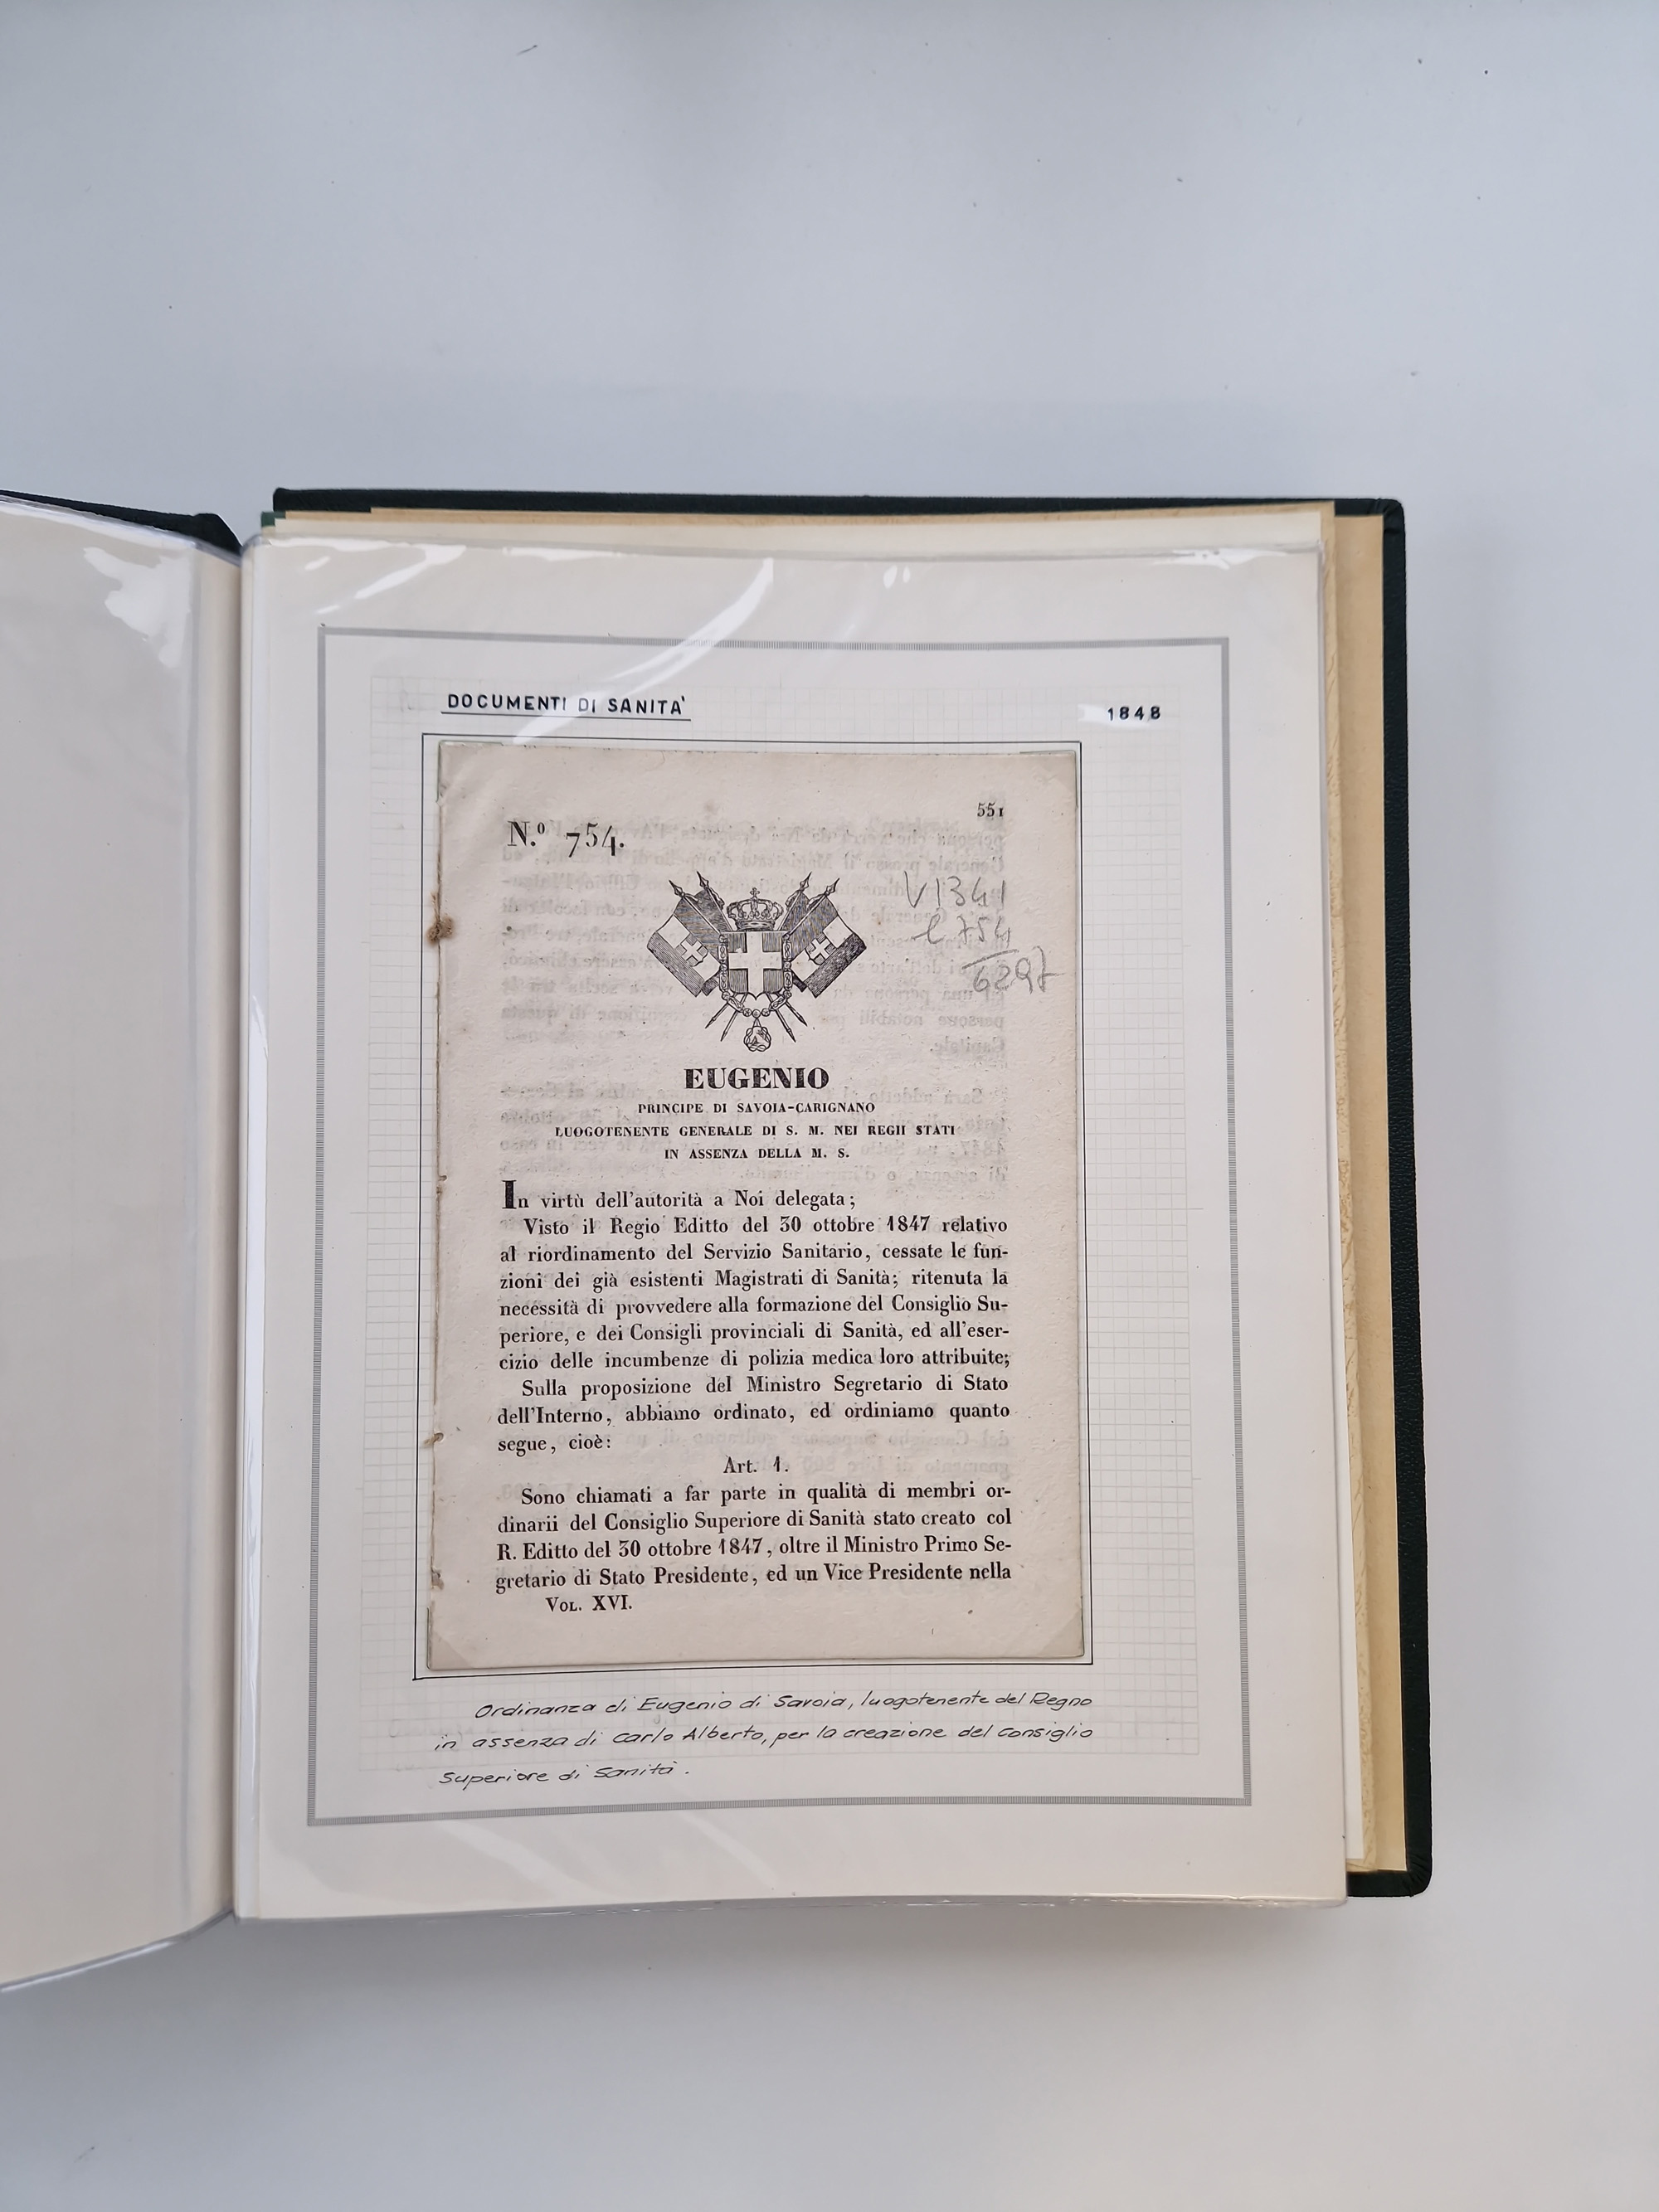 DOCUMENTI DI SANITA'
1848
551
N.º 754.
V1341
l 754
6297
EUGENIO
PRINCIPE DI SAVOIA-CARIGNANO
LUOGOTENENTE GENERALE DI S. M. NEI REGII STATI
IN ASSENZA DELLA M. S.
In virtù dell'autorità a Noi delegata;
Visto il Regio Editto del 30 ottobre 1847 relativo
al riordinamento del Servizio Sanitario, cessate le fun-
zioni dei già esistenti Magistrati di Sanità; ritenuta la
necessità di provvedere alla formazione del Consiglio Su-
periore, e dei Consigli provinciali di Sanità, ed all'eser-
cizio delle incumbenze di polizia medica loro attribuite;
Sulla proposizione del Ministro Segretario di Stato
dell'Interno, abbiamo ordinato, ed ordiniamo quanto
segue, cioè:
Art. 1.
Sono chiamati a far parte in qualità di membri or-
dinarii del Consiglio Superiore di Sanità stato creato col
R. Editto del 30 ottobre 1847, oltre il Ministro Primo Se-
gretario di Stato Presidente, ed un Vice Presidente nella
VOL. XVI.
Ordinanza di Eugenio di Savoia, luogotenente del Regno
in assenza di Carlo Alberto, per la creazione del Consiglio
Superiore di Sanità.